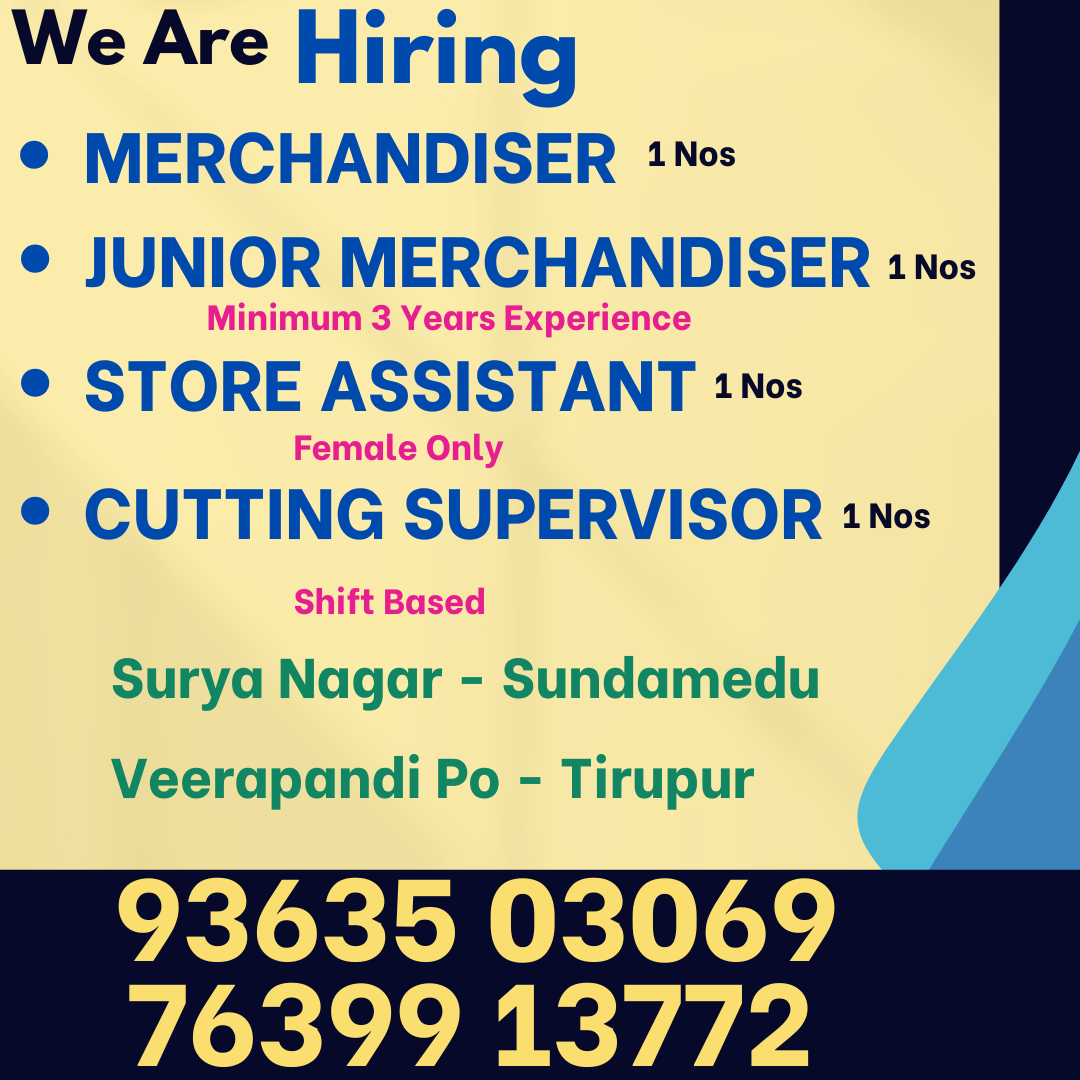 We Are Hiring
• MERCHANDISER 1 Nos
• JUNIOR MERCHANDISER 1 Nos
Minimum 3 Years Experience
• STORE ASSISTANT 1 Nos
Female Only
• CUTTING SUPERVISOR 1 Nos
Shift Based
Surya Nagar - Sundamedu
Veerapandi Po - Tirupur
93635 03069
76399 13772